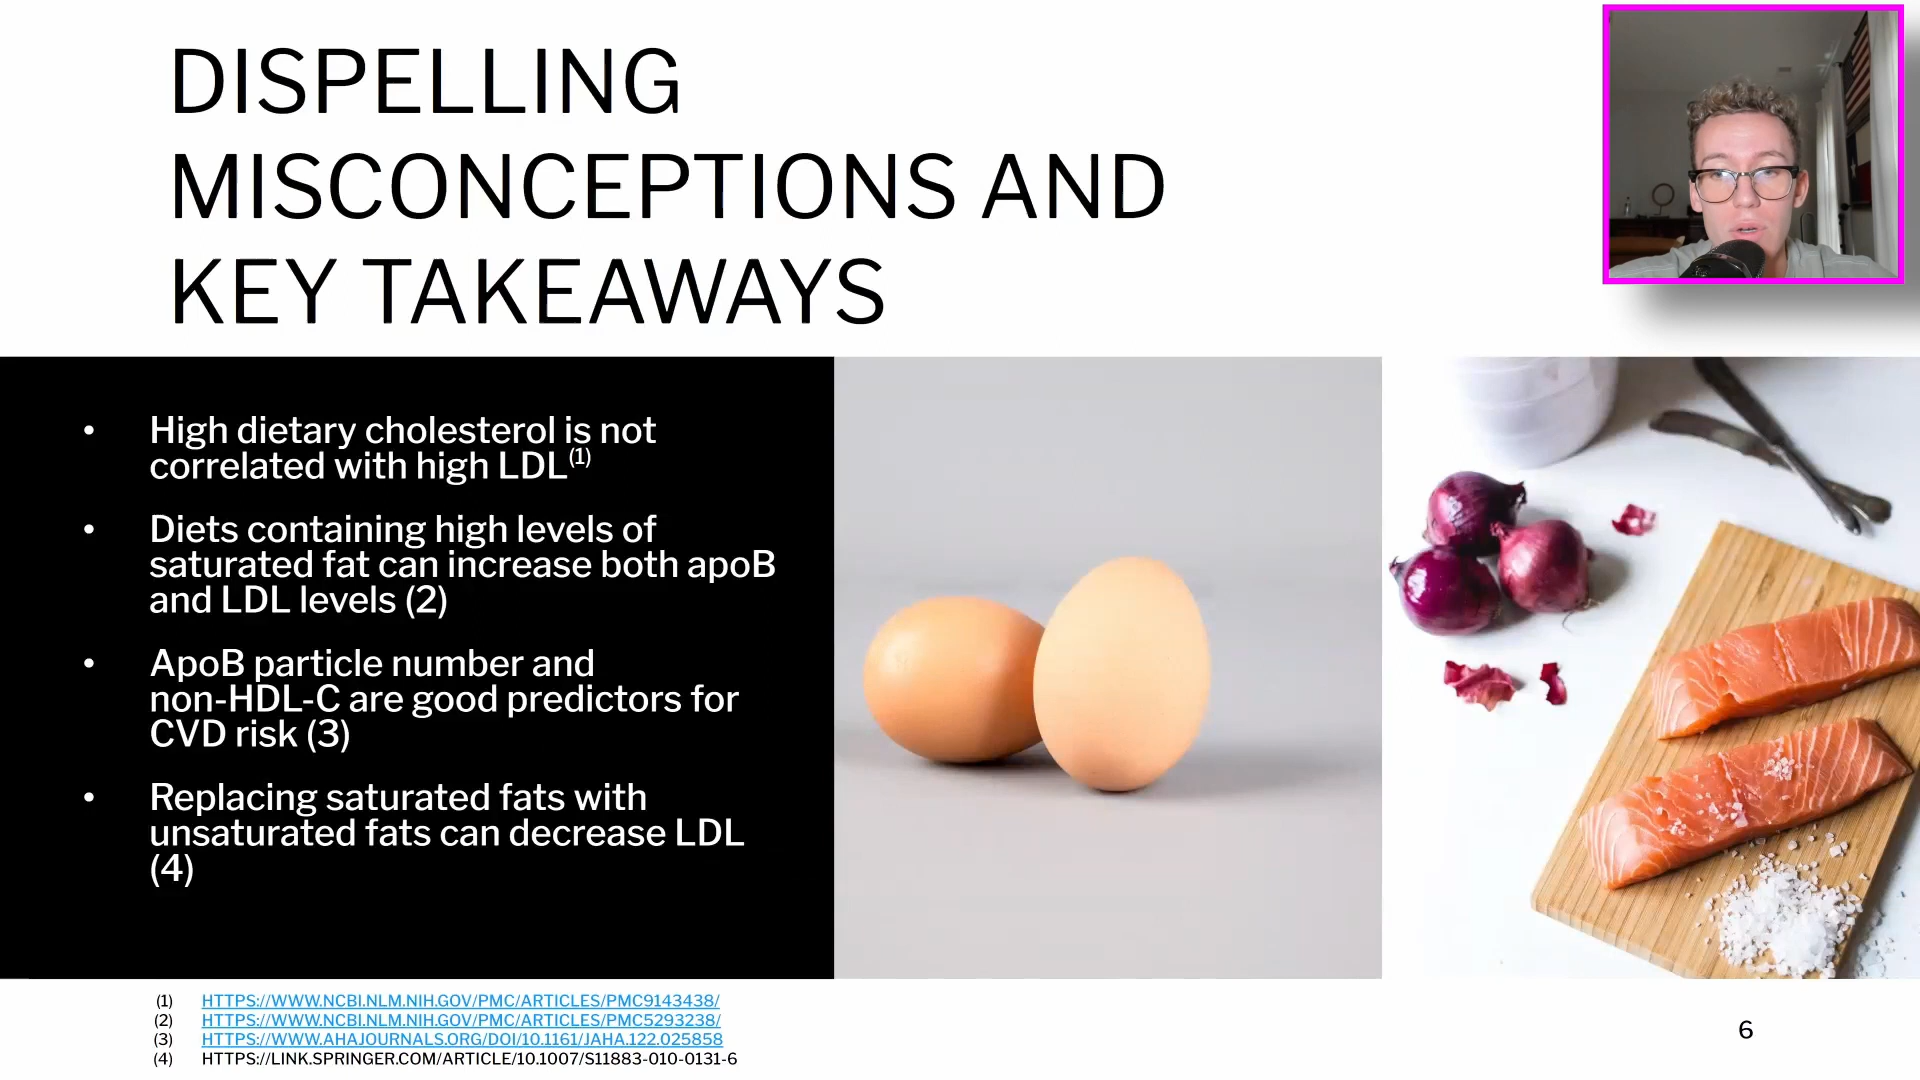 DISPELLING
MISCONCEPTIONS AND
KEY TAKEAWAYS
• High dietary cholesterol is not
correlated with high LDL(1)
• Diets containing high levels of
saturated fat can increase both apoB
and LDL levels (2)
• ApoB particle number and
non-HDL-C are good predictors for
CVD risk (3)
• Replacing saturated fats with
unsaturated fats can decrease LDL
(4)
(1) HTTPS://WWW.NCBI.NLM.NIH.GOV/PMC/ARTICLES/PMC9143438/
(2) HTTPS://WWW.NCBI.NLM.NIH.GOV/PMC/ARTICLES/PMC5293238/
(3) HTTPS://WWW.AHAJOURNALS.ORG/DOI/10.1161/JAHA.122.025858
(4) HTTPS://LINK.SPRINGER.COM/ARTICLE/10.1007/S11883-010-0131-6
6